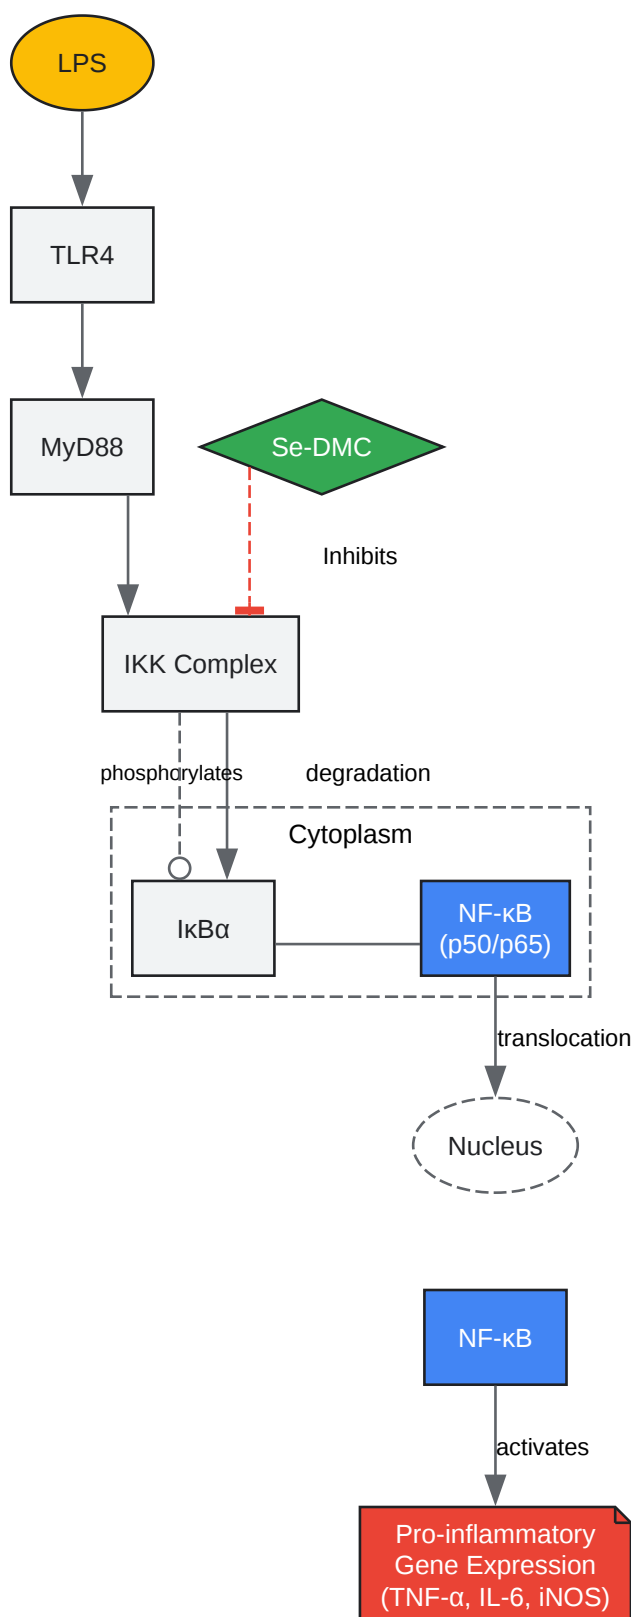 LPS
TLR4
MyD88
Se-DMC
Inhibits
IKK Complex
phosphorylates
degradation
Cytoplasm
IκBα
NF-κB
(p50/p65)
translocation
Nucleus
NF-κB
activates
Pro-inflammatory
Gene Expression
(TNF-α, IL-6, iNOS)